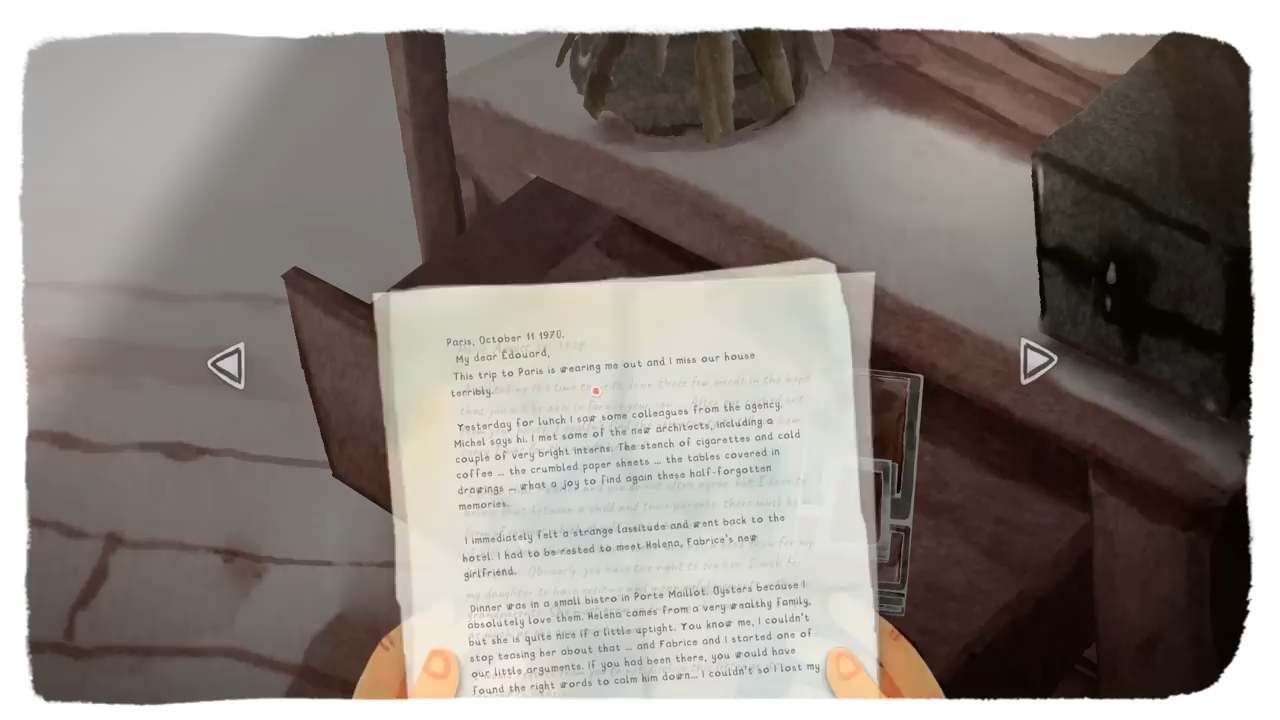 Paris, October 11 1970.
My dear Édouard,
This trip to Paris is wearing me out and I miss our house
terribly.
Yesterday for lunch I saw some colleagues from the agency.
Michel says hi. I met some of the new architects, including a
couple of very bright interns. The stench of cigarettes and cold
coffee ... the crumbled paper sheets ... the tables covered in
drawings ... what a joy to find again these half-forgotten
memories.
I immediately felt a strange lassitude and went back to the
hotel. I had to be rested to meet Helena, Fabrice's new
girlfriend.
Dinner was in a small bistro in Porte Maillot. Oysters because I
absolutely love them. Helena comes from a very wealthy family,
but she is quite nice if a little uptight. You know me, I couldn't
stop teasing her about that ... and Fabrice and I started one of
our little arguments. If you had been there, you would have
found the right words to calm him down... I couldn't so I lost my